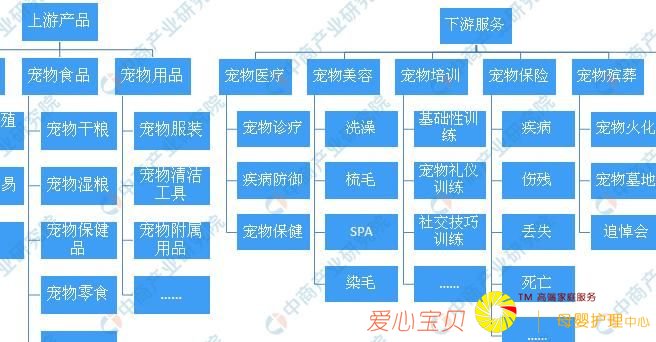 上游产品
下游服务
宠物食品
宠物用品
宠物医疗
宠物美容
宠物培训
宠物保险
宠物殡葬
殖
宠物干粮
宠物服装
宠物诊疗
洗澡
基础性训
练
疾病
宠物火化
易
宠物湿粮
宠物清洁
工具
疾病防御
梳毛
宠物礼仪
训练
伤残
宠物墓地
宠物保健
品
宠物附属
用品
宠物保健
SPA
社交技巧
训练
丢失
追悼会
宠物零食
......
染毛
......
死亡
......
中商产业研究院
爱心宝贝
TM 高端家庭服务
母婴护理中心